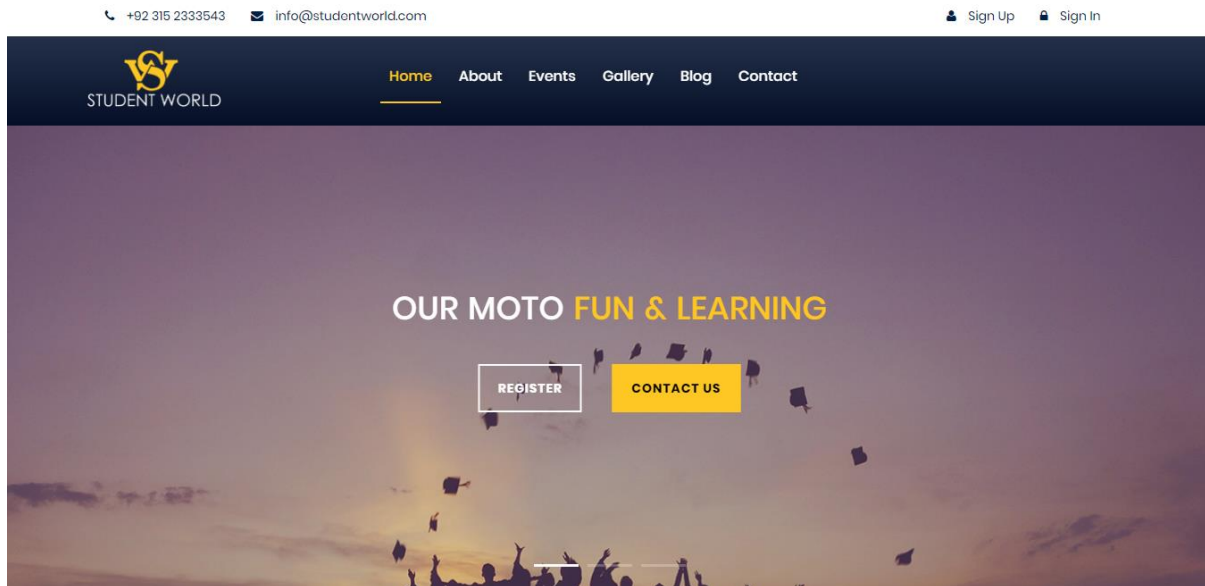 +92 315 2333543 info@studentworld.com Sign Up Sign In
SW
STUDENT WORLD
Home About Events Gallery Blog Contact
OUR MOTO FUN & LEARNING
REGISTER CONTACT US